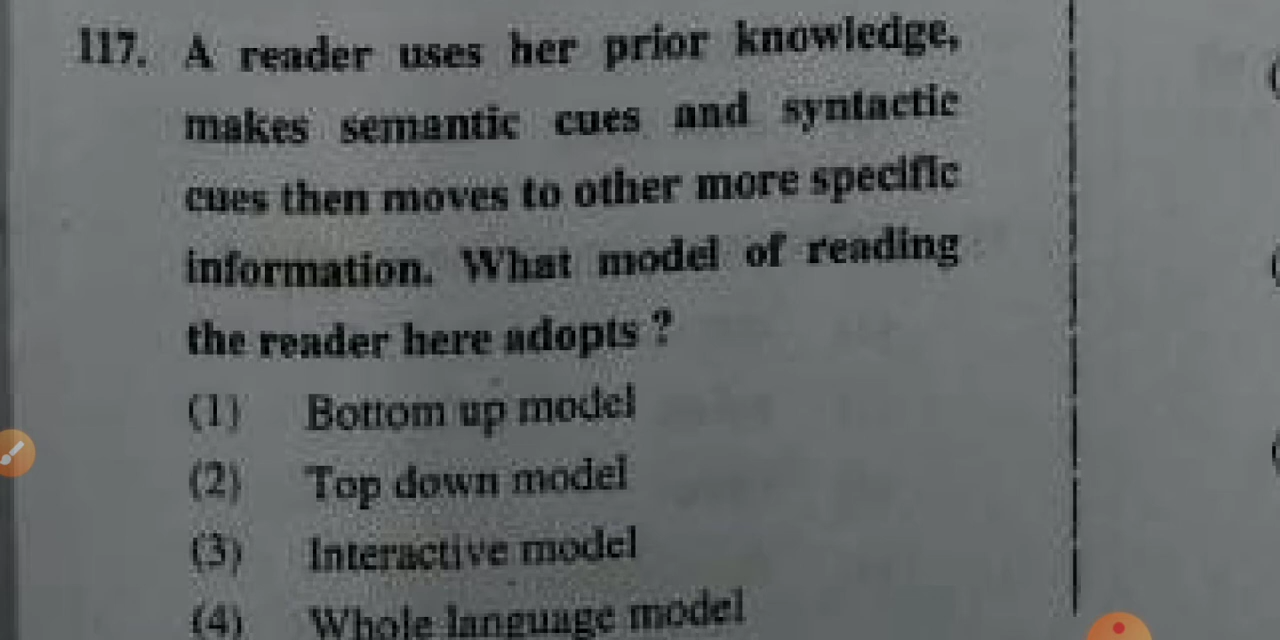 117. A reader uses her prior knowledge,
makes semantic cues and syntactic
cues then moves to other more specific
information. What model of reading
the reader here adopts ?
(1) Bottom up model
(2) Top down model
(3) Interactive model
(4) Whole language model